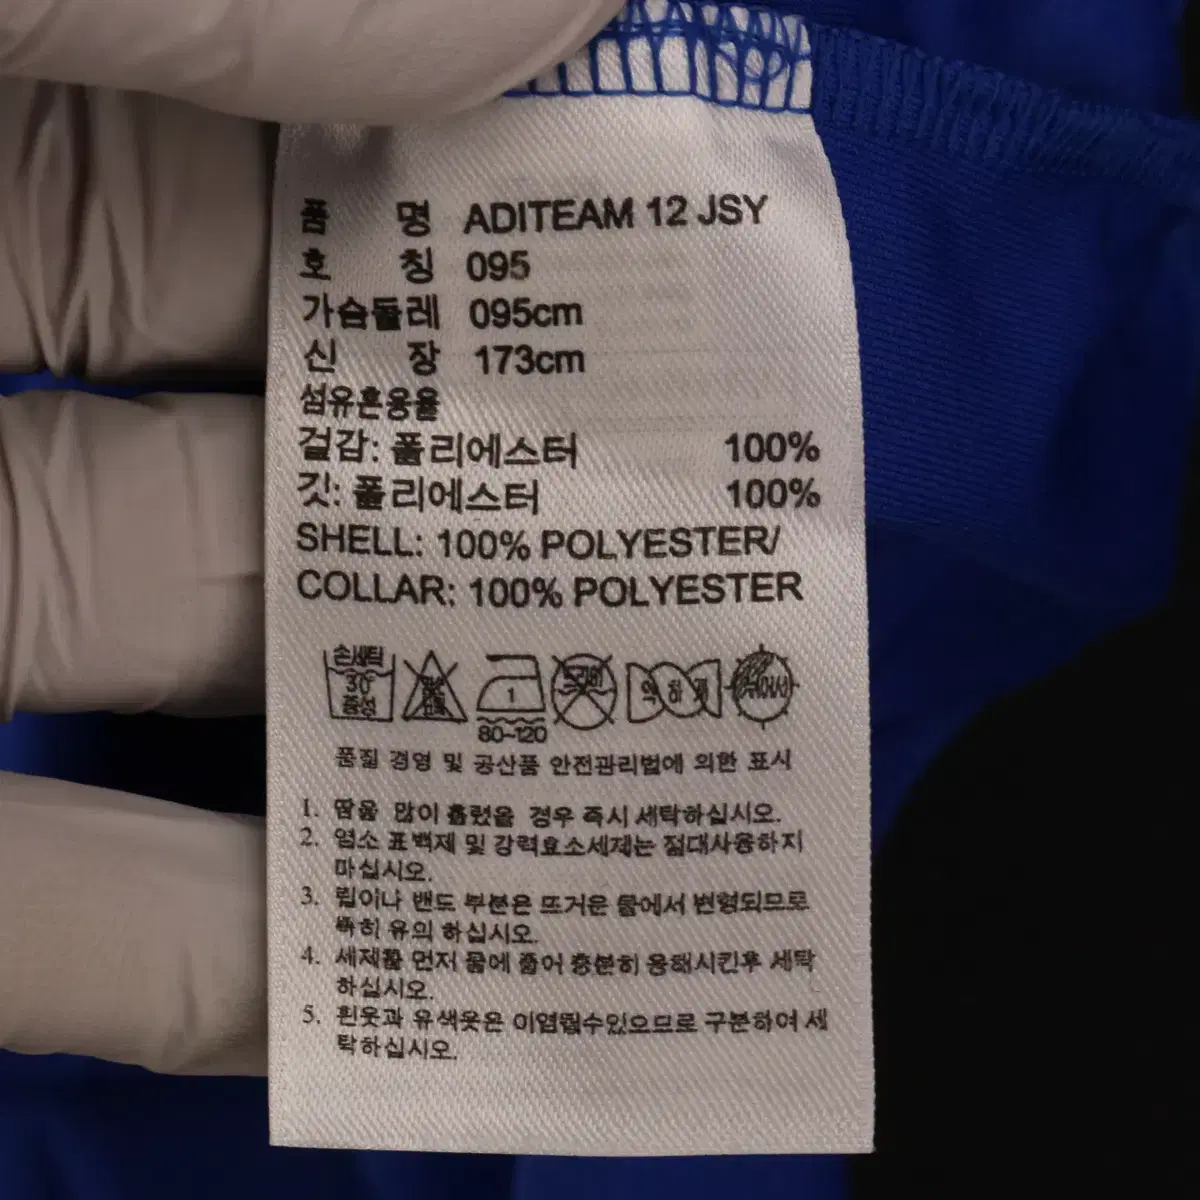 품 명 ADITEAM 12 JSY
호 칭 095
가슴둘레 095cm
신 장 173cm
섬유혼용율
겉감: 폴리에스터 100%
깃: 폴리에스터 100%
SHELL: 100% POLYESTER/
COLLAR: 100% POLYESTER
손세탁
30° 1 약하게
중성 80-120
품질 경영 및 공산품 안전관리법에 의한 표시
1. 땀을 많이 흘렸을 경우 즉시 세탁하십시오.
2. 염소 표백제 및 강력효소세제는 절대사용하지
마십시오.
3. 립이나 밴드 부분은 뜨거운 물에서 변형되므로
특히 유의 하십시오.
4. 세제를 먼저 물에 풀어 충분히 용해시킨후 세탁
하십시오.
5. 흰옷과 유색옷은 이염될수있으므로 구분하여 세
탁하십시오.